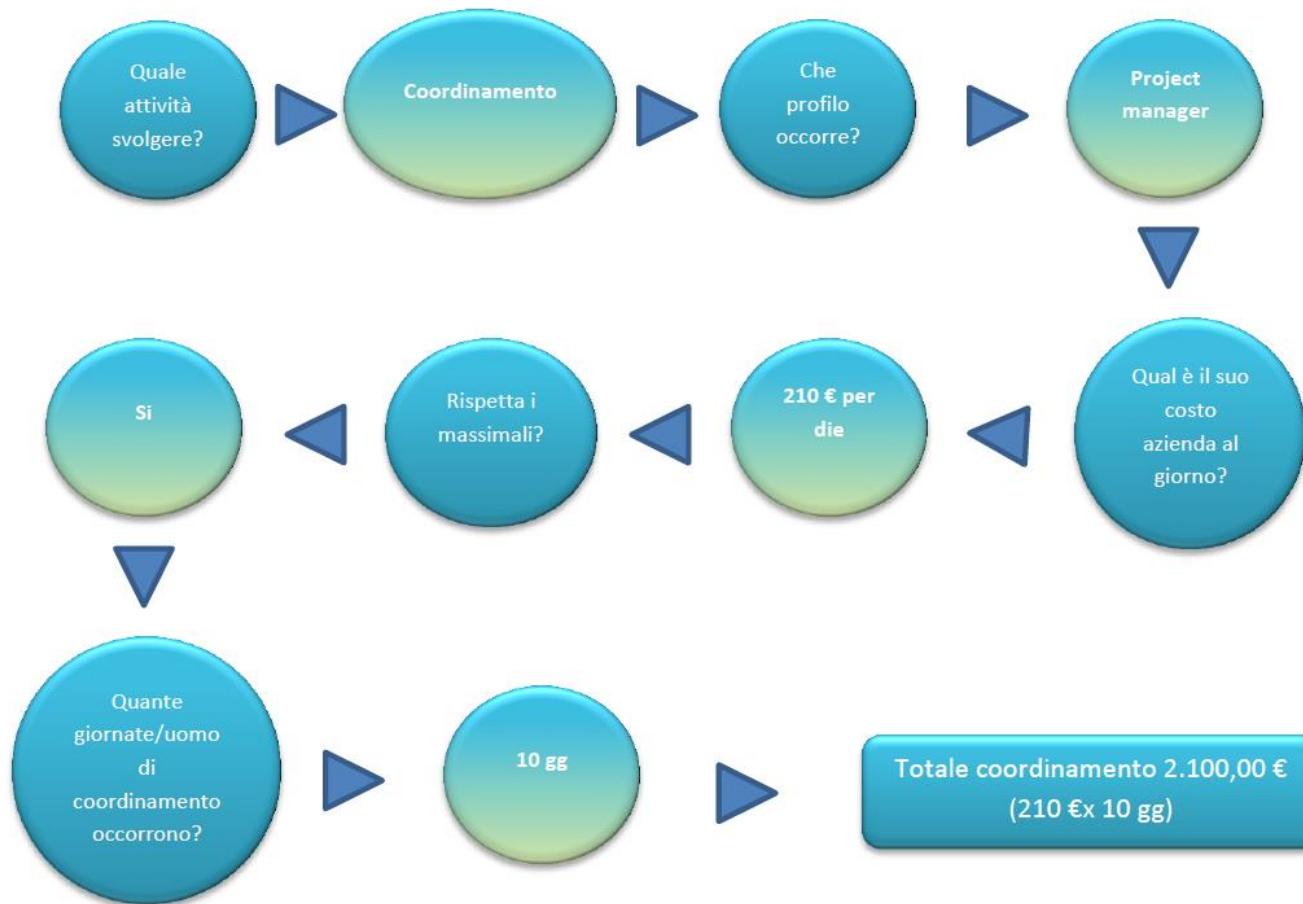 Quale
attività
svolgere?
Coordinamento
Che
profilo
occorre?
Project
manager
Qual è il suo
costo
azienda al
giorno?
210 € per
die
Rispetta i
massimali?
Si
Quante
giornate/uomo
di
coordinamento
occorrono?
10 gg
Totale coordinamento 2.100,00 €
(210 €x 10 gg)